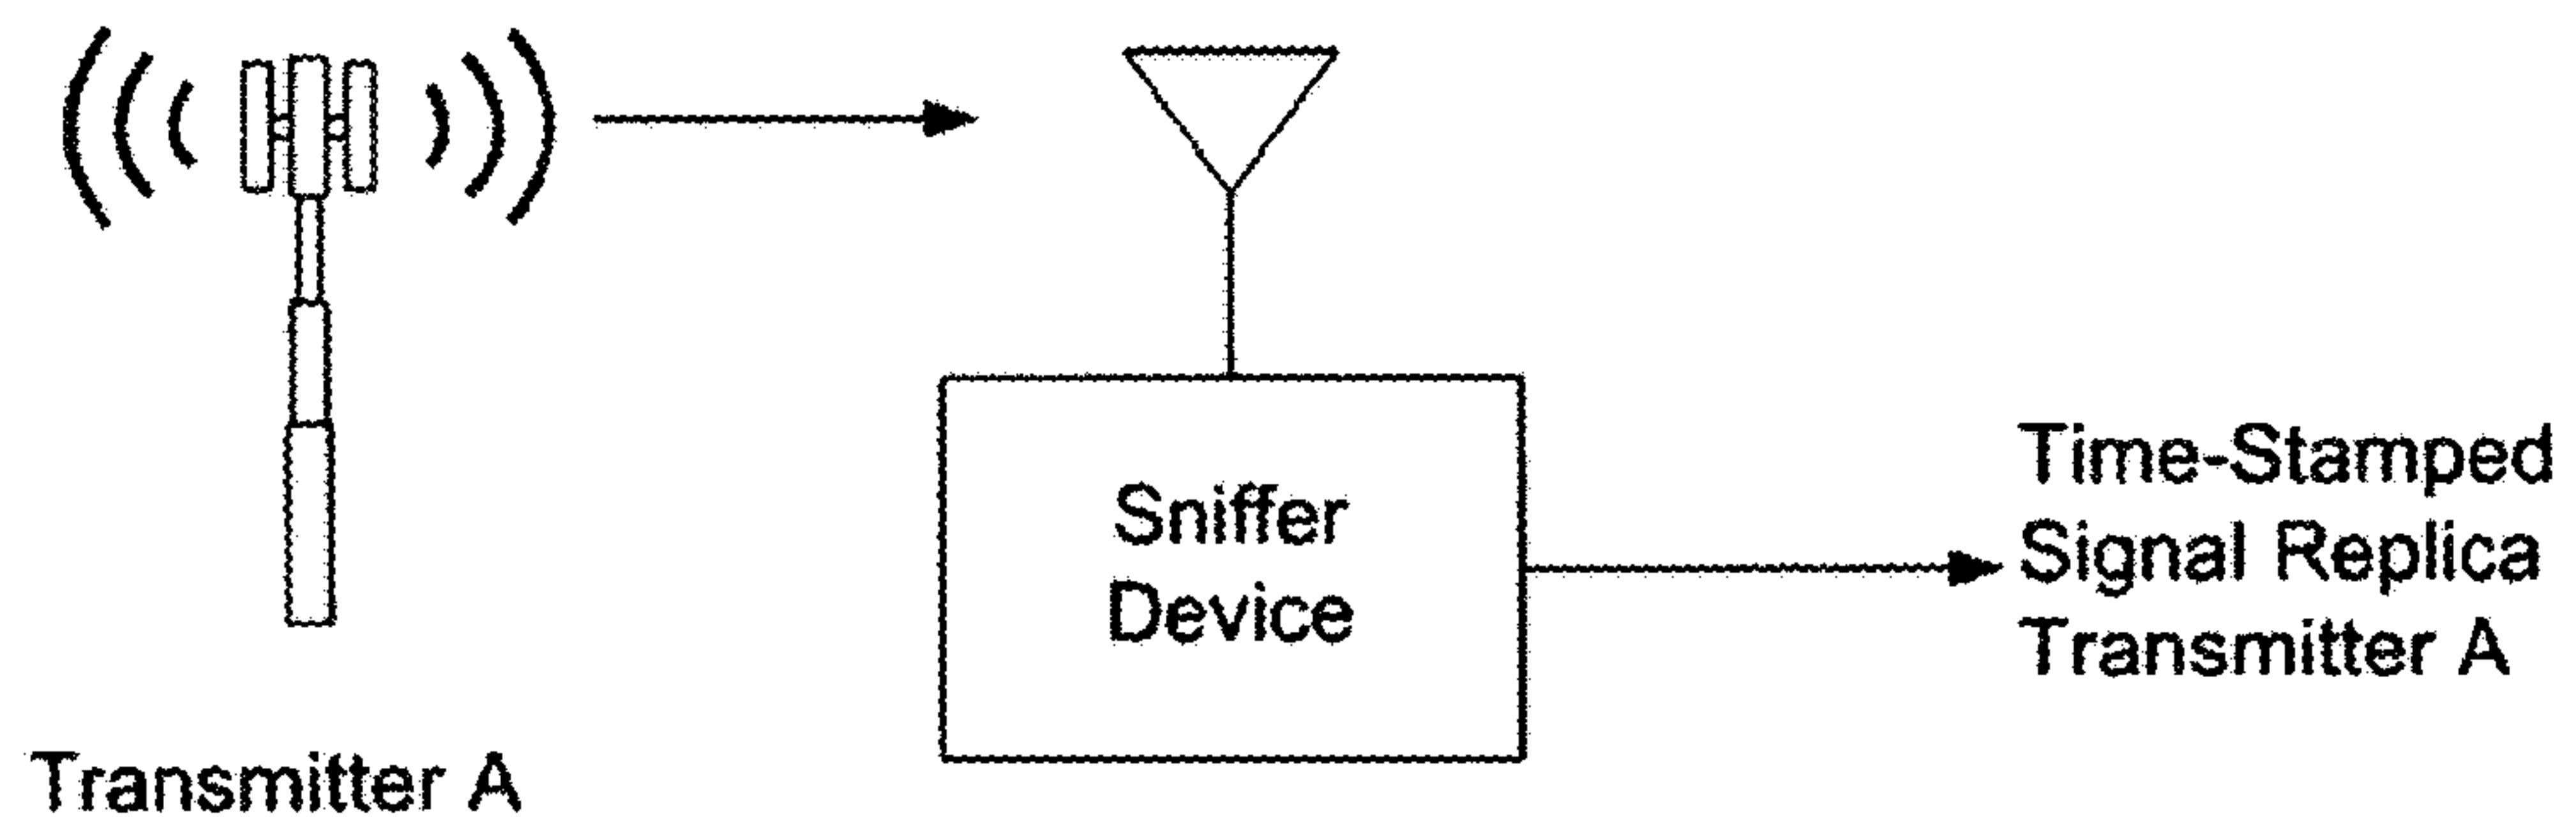 Transmitter A
Sniffer
Device
Time-Stamped
Signal Replica
Transmitter A